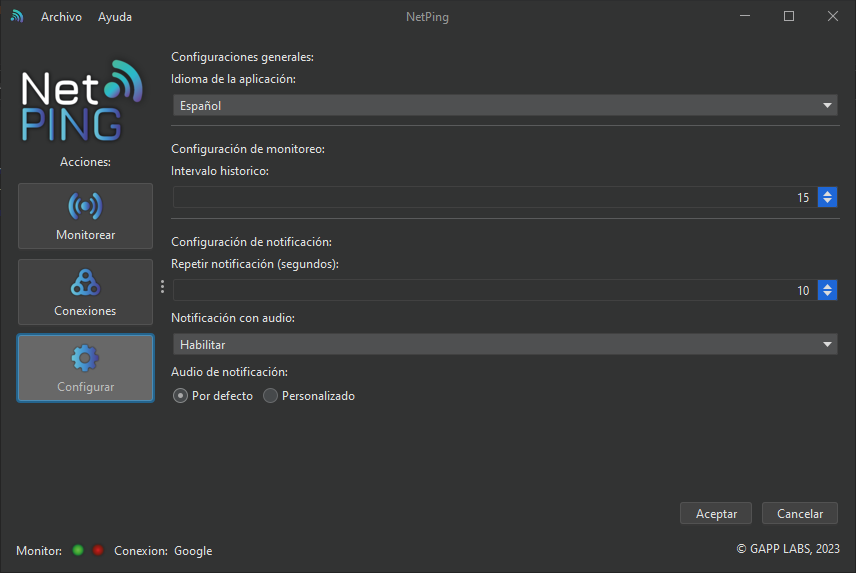 Archivo Ayuda NetPing
Net
PING
Acciones:
Monitorear
Conexiones
Configurar
Configuraciones generales:
Idioma de la aplicación:
Español
Configuración de monitoreo:
Intervalo historico:
15
Configuración de notificación:
Repetir notificación (segundos):
10
Notificación con audio:
Habilitar
Audio de notificación:
Por defecto Personalizado
Aceptar Cancelar
Monitor: Conexion: Google
© GAPP LABS, 2023